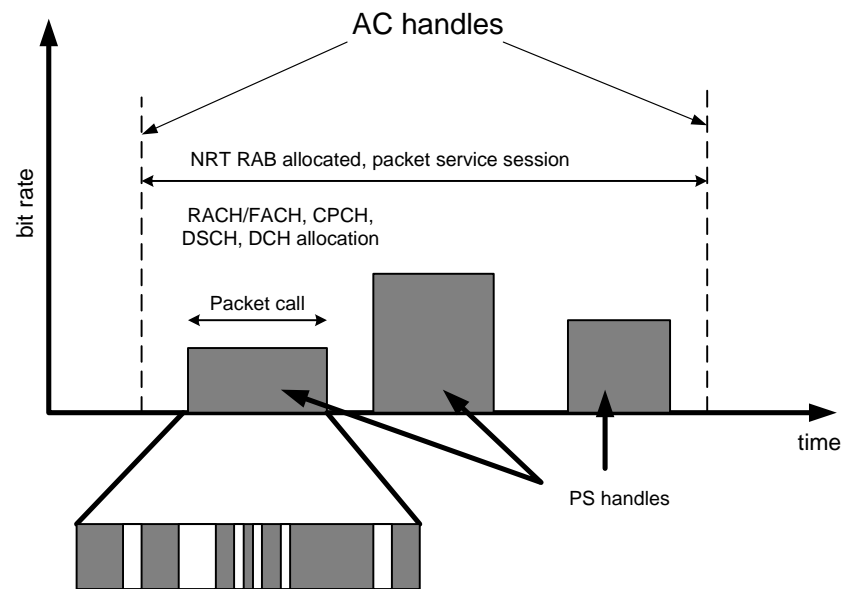 AC handles
NRT RAB allocated, packet service session
bit rate
RACH/FACH, CPCH,
DSCH, DCH allocation
Packet call
time
PS handles